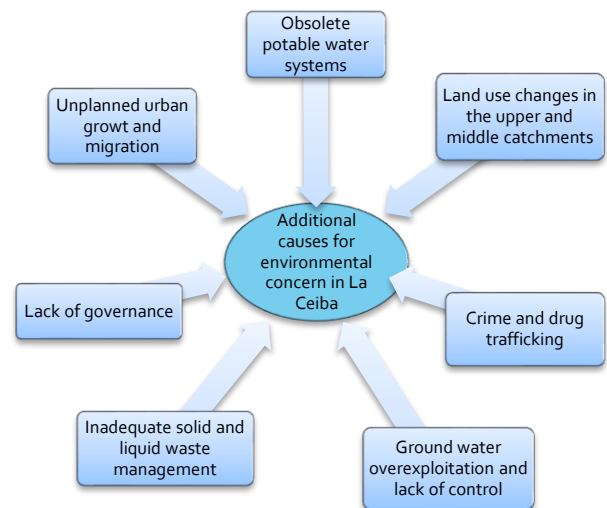 Obsolete
potable water
systems
Unplanned urban
growt and
migration
Land use changes in
the upper and
middle catchments
Additional
causes for
environmental
concern in La
Ceiba
Lack of governance
Crime and drug
trafficking
Inadequate solid and
liquid waste
management
Ground water
overexploitation and
lack of control